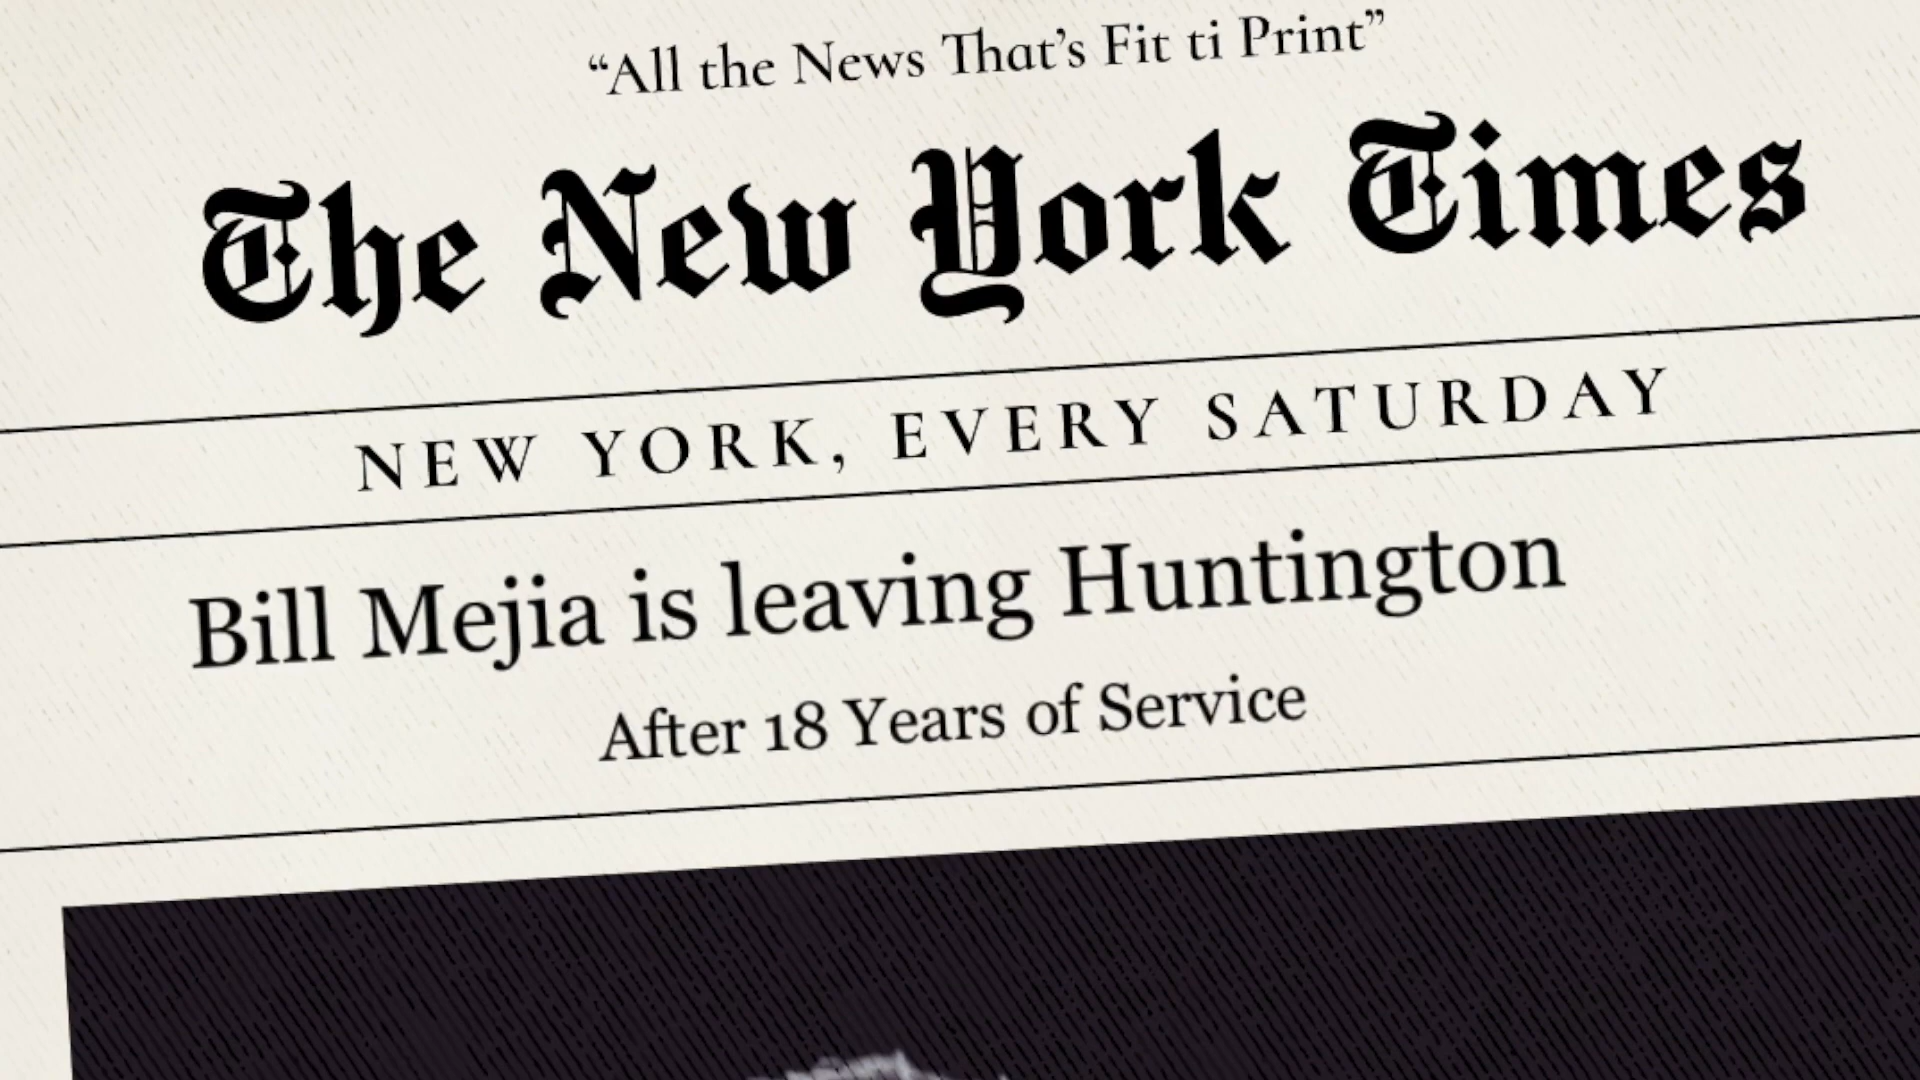 “All the News That’s Fit ti Print”
The New York Times
NEW YORK, EVERY SATURDAY
Bill Mejia is leaving Huntington
After 18 Years of Service